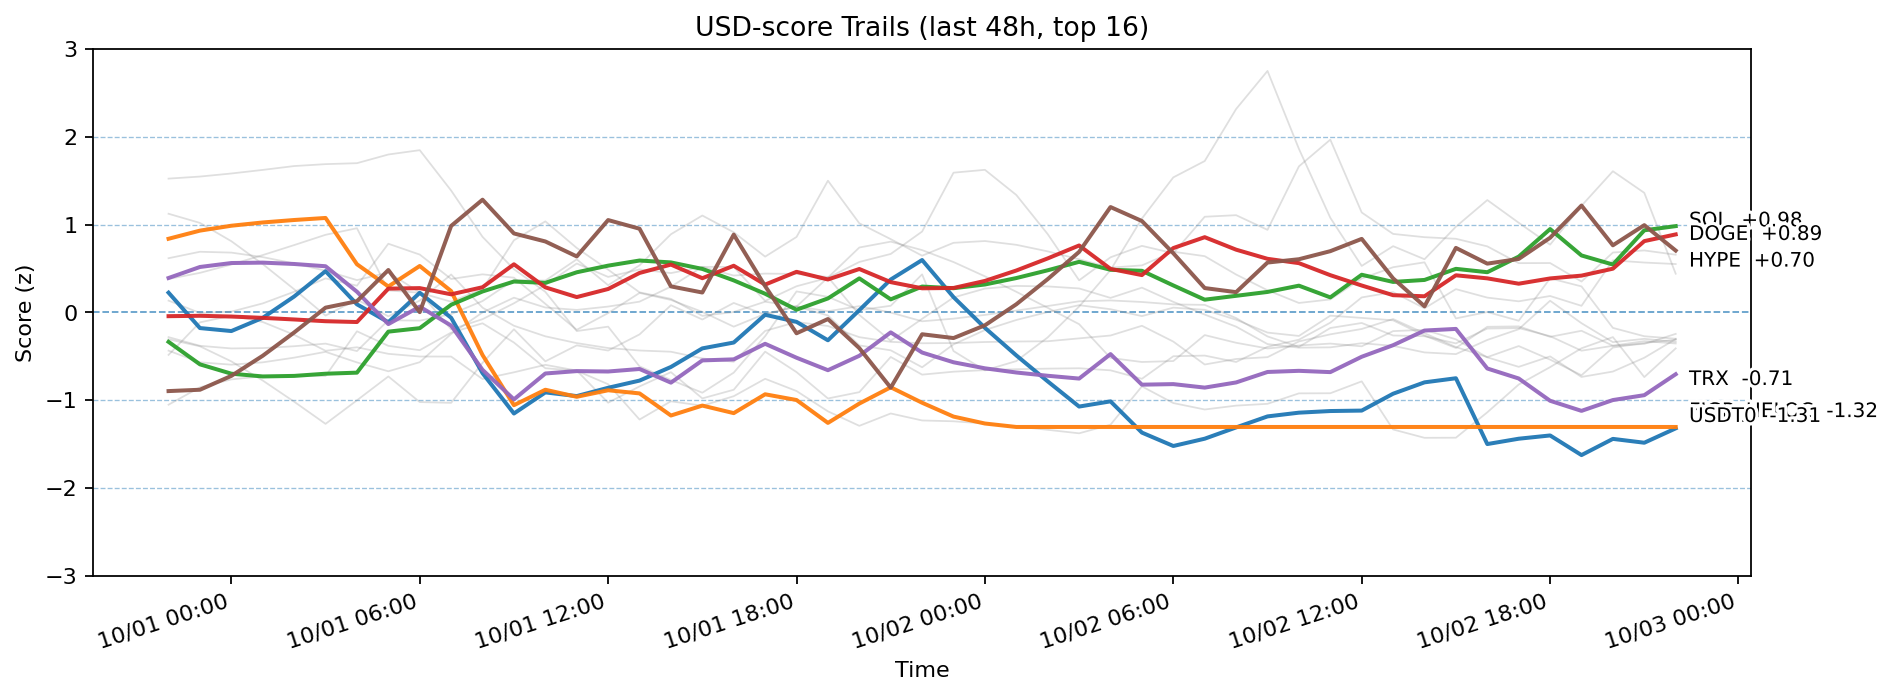 USD-score Trails (last 48h, top 16)
Score (z)
3
2
1
0
−1
−2
−3
SOL +0.98
DOGE +0.89
HYPE +0.70
TRX -0.71
-1.32
USDT0 -1.31
10/01 00:00
10/01 06:00
10/01 12:00
10/01 18:00
10/02 00:00
10/02 06:00
10/02 12:00
10/02 18:00
10/03 00:00
Time